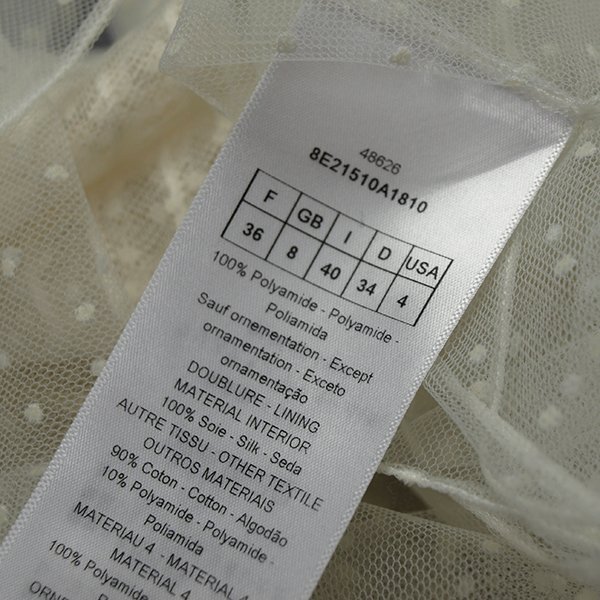 48626
8E21510A1810
F GB I D USA
36 8 40 34 4
100% Polyamide - Polyamide -
Poliamida
Sauf ornementation - Except
ornamentation - Exceto
ornamentação
DOUBLURE - LINING
MATERIAL INTERIOR
100% Soie - Silk - Seda
AUTRE TISSU - OTHER TEXTILE
OUTROS MATERIAIS
90% Coton - Cotton - Algodão
10% Polyamide - Polyamide -
Poliamida
MATERIAU 4 - MATERIAL 4
MATERIAL 4
100% Polyamide